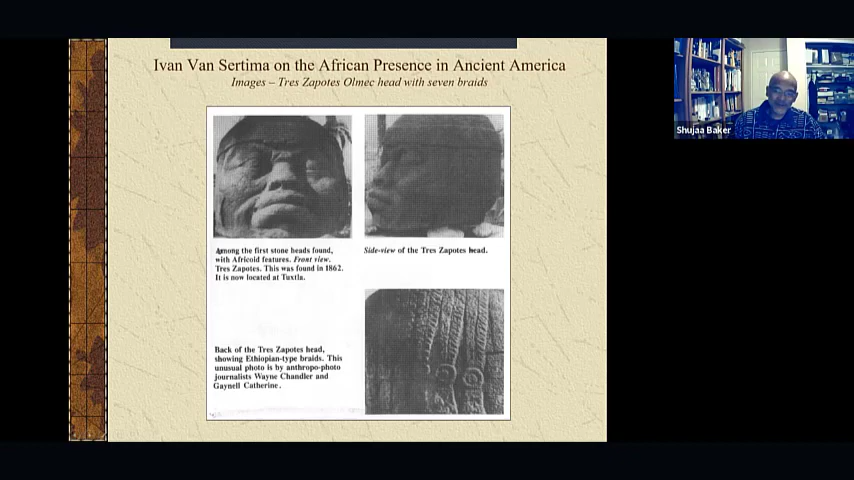 Ivan Van Sertima on the African Presence in Ancient America
Images – Tres Zapotes Olmec head with seven braids
Shujaa Baker
Among the first stone heads found,
with Africoid features. Front view.
Tres Zapotes. This was found in 1862.
It is now located at Tuxtla.
Side-view of the Tres Zapotes head.
Back of the Tres Zapotes head,
showing Ethiopian-type braids. This
unusual photo is by anthropo-photo
journalists Wayne Chandler and
Gaynell Catherine.